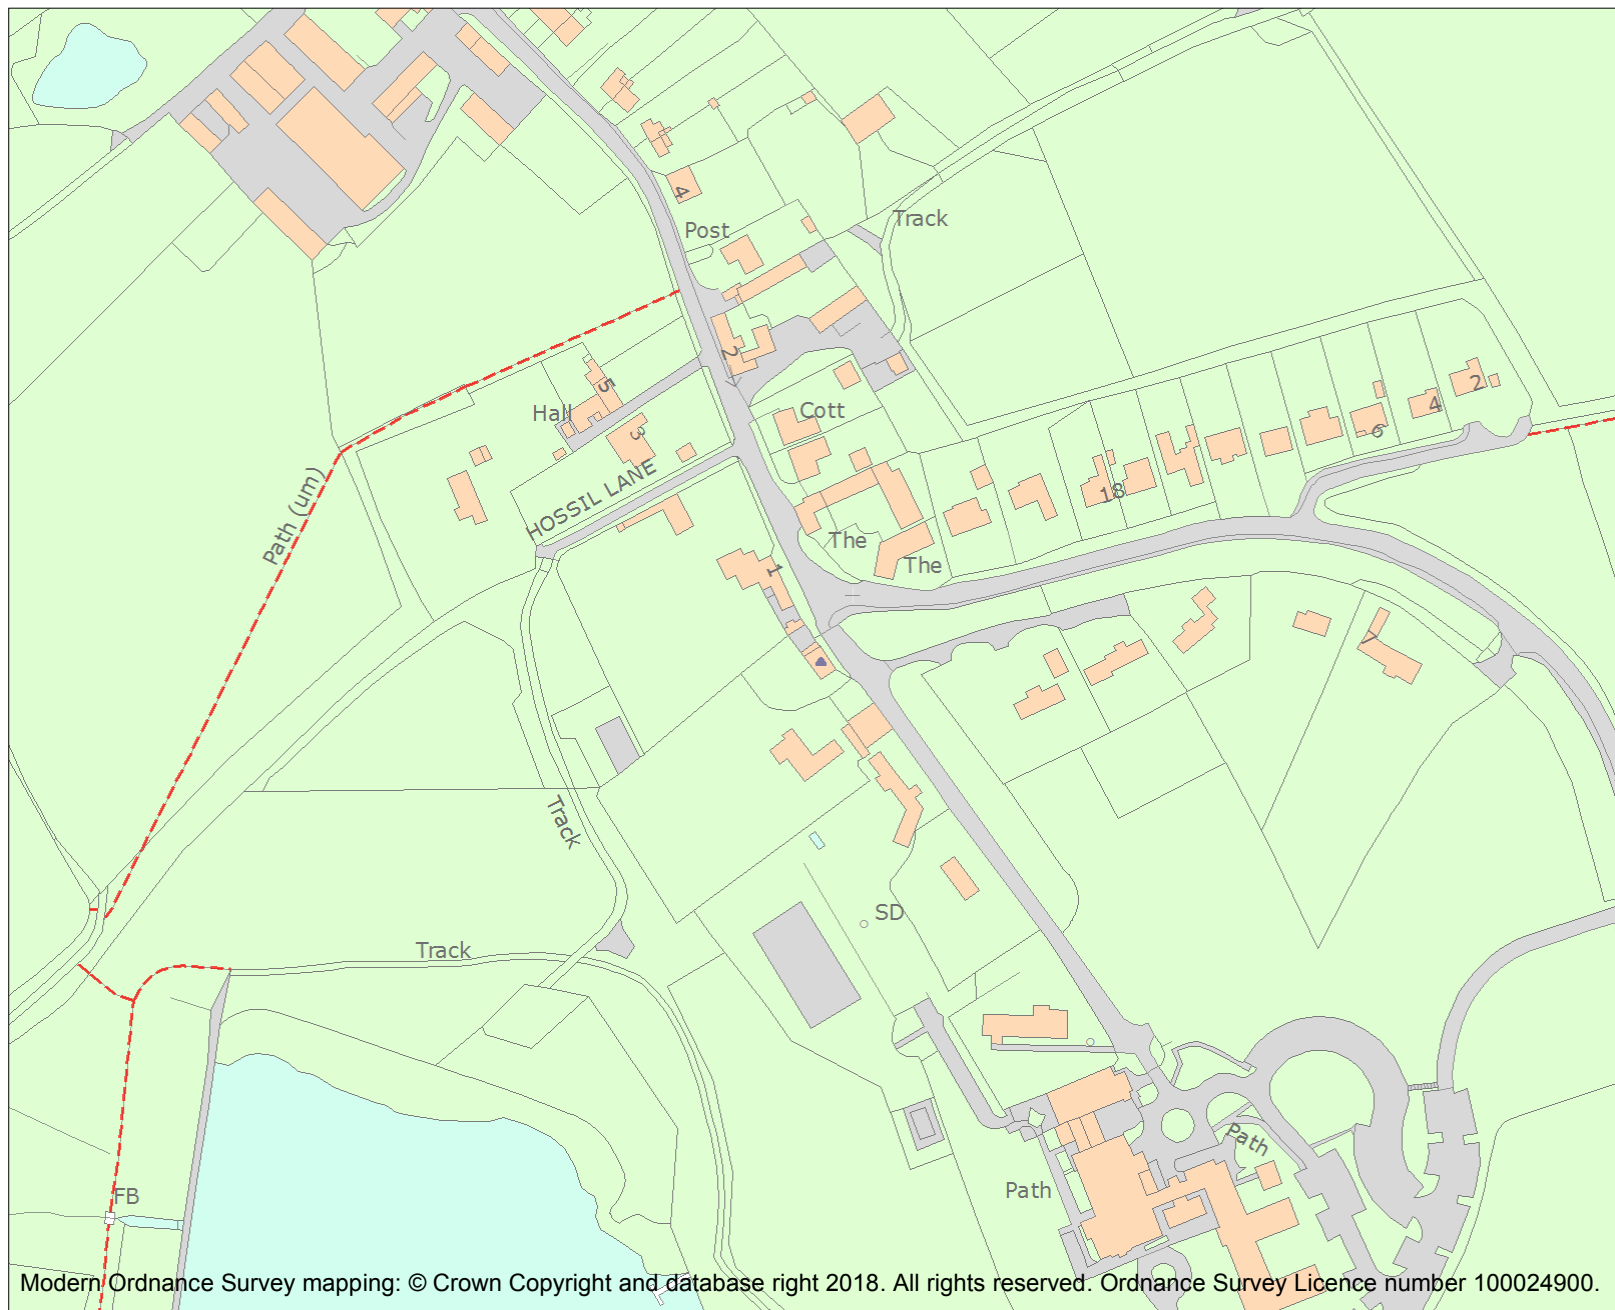 4
Post
Track
2
5
Hall
3
Cott
2
4
6
18
HOSSIL LANE
Path (um)
The
The
1
7
Track
SD
Track
Path
Path
FB
Modern Ordnance Survey mapping: © Crown Copyright and database right 2018. All rights reserved. Ordnance Survey Licence number 100024900.